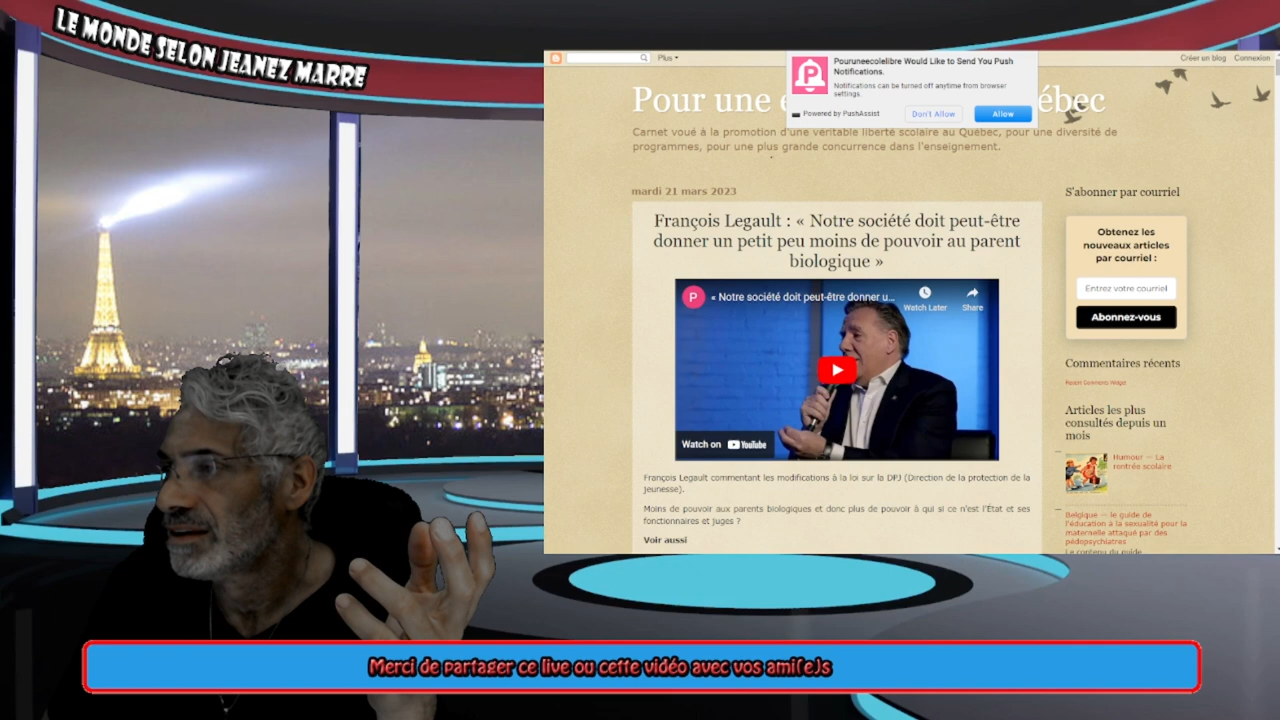 LE MONDE SELON JEANEZ MARRE
Plus
Créer un blog Connexion
Pouruneecolelibre Would Like to Send You Push
Notifications.
Notifications can be turned off anytime from browser
settings.
Powered by PushAssist Don't Allow Allow
Pour une
Carnet voué à la promotion d'une véritable liberté scolaire au Québec, pour une diversité de
programmes, pour une plus grande concurrence dans l'enseignement.
mardi 21 mars 2023
François Legault : « Notre société doit peut-être
donner un petit peu moins de pouvoir au parent
biologique »
P « Notre société doit peut-être donner u...
Watch Later Share
Watch on YouTube
François Legault commentant les modifications à la loi sur la DPJ (Direction de la protection de la
jeunesse).
Moins de pouvoir aux parents biologiques et donc plus de pouvoir à qui si ce n'est l'État et ses
fonctionnaires et juges ?
Voir aussi
S'abonner par courriel
Obtenez les
nouveaux articles
par courriel :
Entrez votre courriel
Abonnez-vous
Commentaires récents
Recent Comments Widget
Articles les plus
consultés depuis un
mois
Humour — La
rentrée scolaire
Belgique — le guide de
l'éducation à la sexualité pour la
maternelle attaqué par des
pédopsychiatres
Le contenu du guide
Merci de partager ce live ou cette vidéo avec vos ami(e)s